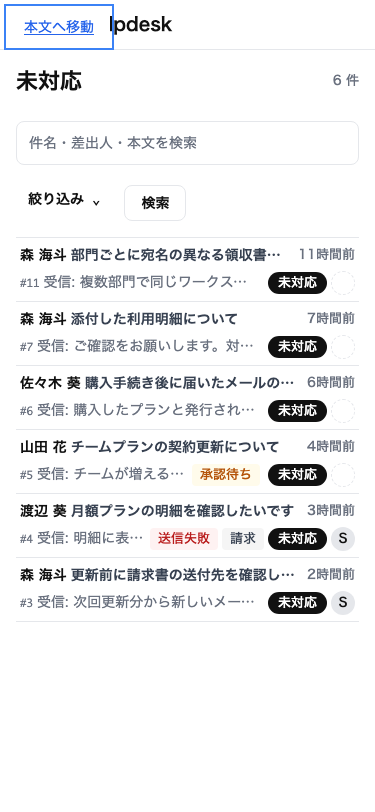 本文へ移動 lpdesk
未対応 6 件
件名・差出人・本文を検索
絞り込み 検索
森 海斗 部門ごとに宛名の異なる領収書… 11時間前
#11 受信: 複数部門で同じワークス… 未対応
森 海斗 添付した利用明細について 7時間前
#7 受信: ご確認をお願いします。対… 未対応
佐々木 葵 購入手続き後に届いたメールの… 6時間前
#6 受信: 購入したプランと発行され… 未対応
山田 花 チームプランの契約更新について 4時間前
#5 受信: チームが増える… 承認待ち 未対応
渡辺 葵 月額プランの明細を確認したいです 3時間前
#4 受信: 明細に表… 送信失敗 請求 未対応 S
森 海斗 更新前に請求書の送付先を確認し… 2時間前
#3 受信: 次回更新分から新しいメー… 未対応 S